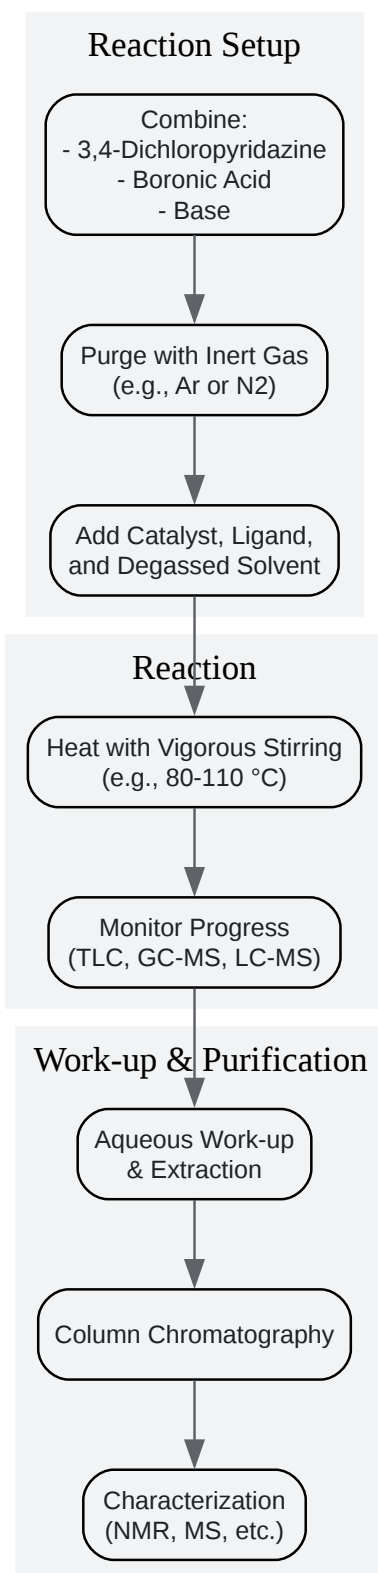 Reaction Setup
Combine:
- 3,4-Dichloropyridazine
- Boronic Acid
- Base
Purge with Inert Gas
(e.g., Ar or N2)
Add Catalyst, Ligand,
and Degassed Solvent
Reaction
Heat with Vigorous Stirring
(e.g., 80-110 °C)
Monitor Progress
(TLC, GC-MS, LC-MS)
Work-up & Purification
Aqueous Work-up
& Extraction
Column Chromatography
Characterization
(NMR, MS, etc.)